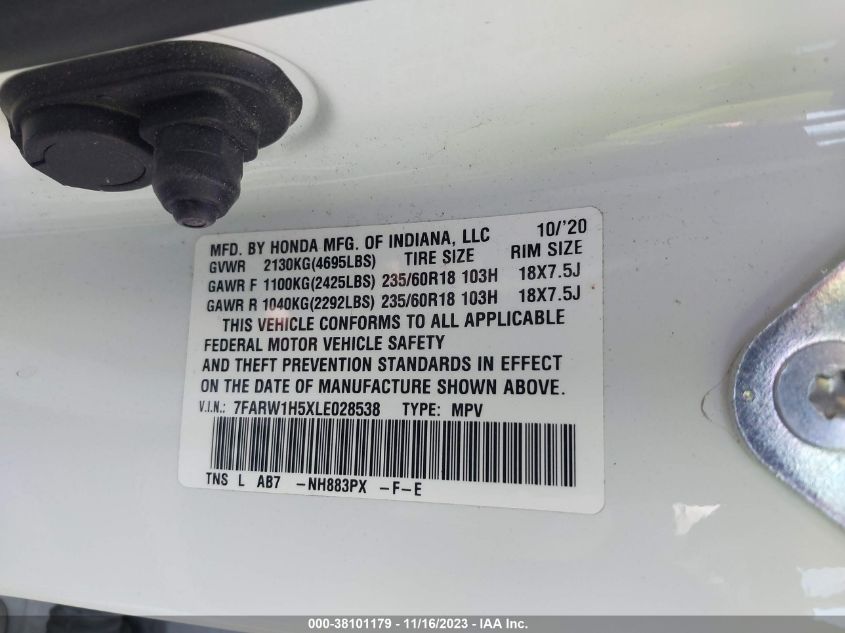 MFD. BY HONDA MFG. OF INDIANA, LLC 10/'20
GVWR 2130KG(4695LBS) TIRE SIZE RIM SIZE
GAWR F 1100KG(2425LBS) 235/60R18 103H 18X7.5J
GAWR R 1040KG(2292LBS) 235/60R18 103H 18X7.5J
THIS VEHICLE CONFORMS TO ALL APPLICABLE
FEDERAL MOTOR VEHICLE SAFETY
AND THEFT PREVENTION STANDARDS IN EFFECT
ON THE DATE OF MANUFACTURE SHOWN ABOVE.
V.I.N.: 7FARW1H5XLE028538 TYPE: MPV
TNS L AB7 -NH883PX -F-E
000-38101179 - 11/16/2023 - IAA Inc.